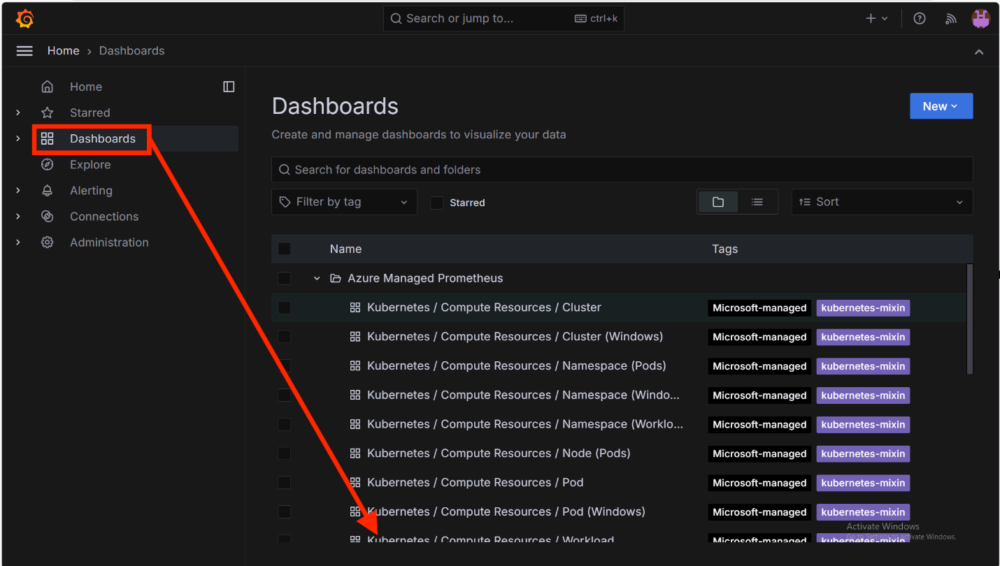 Search or jump to... ctrl+k
Home › Dashboards
Home
Starred
Dashboards
Explore
Alerting
Connections
Administration
Dashboards
New
Create and manage dashboards to visualize your data
Search for dashboards and folders
Filter by tag Starred Sort
Name Tags
Azure Managed Prometheus
Kubernetes / Compute Resources / Cluster Microsoft-managed kubernetes-mixin
Kubernetes / Compute Resources / Cluster (Windows) Microsoft-managed kubernetes-mixin
Kubernetes / Compute Resources / Namespace (Pods) Microsoft-managed kubernetes-mixin
Kubernetes / Compute Resources / Namespace (Windo... Microsoft-managed kubernetes-mixin
Kubernetes / Compute Resources / Namespace (Worklo... Microsoft-managed kubernetes-mixin
Kubernetes / Compute Resources / Node (Pods) Microsoft-managed kubernetes-mixin
Kubernetes / Compute Resources / Pod Microsoft-managed kubernetes-mixin
Kubernetes / Compute Resources / Pod (Windows) Microsoft-managed kubernetes-mixin
Kubernetes / Compute Resources / Workload Microsoft-managed kubernetes-mixin
Activate Windows
Go to Settings to activate Windows.